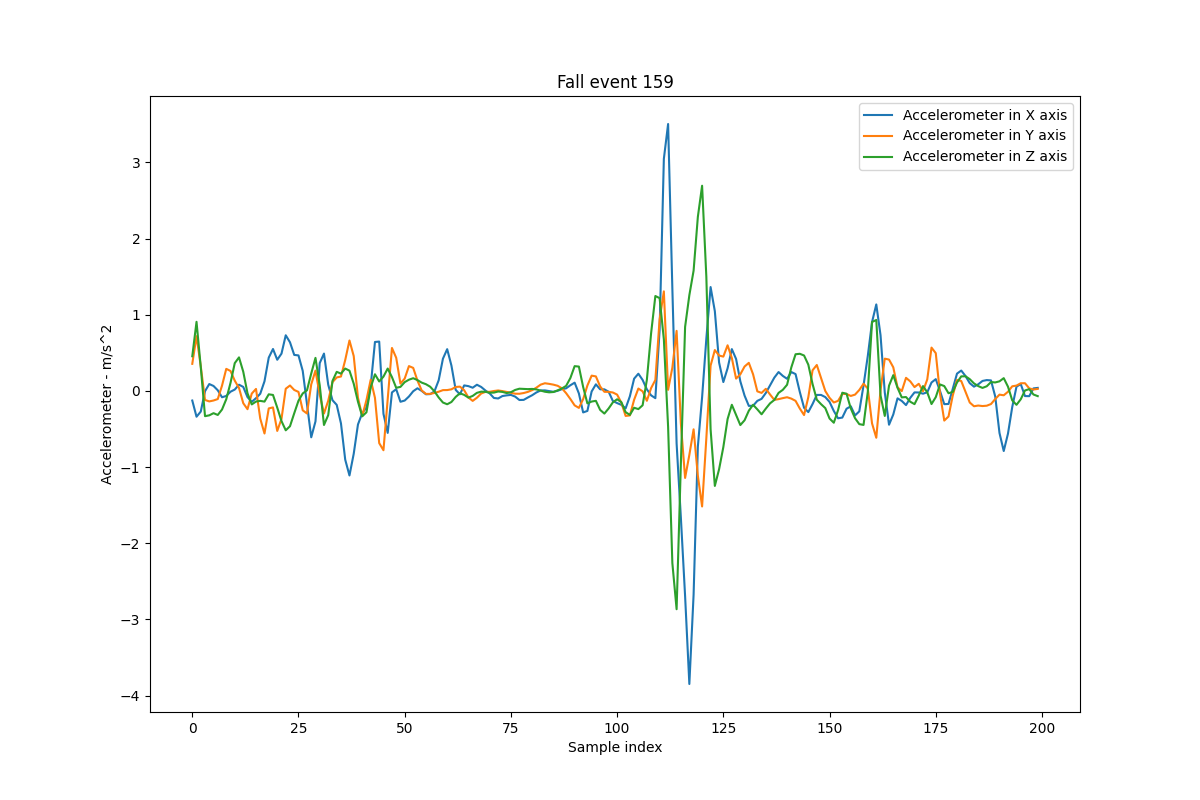 Fall event 159
Accelerometer in X axis
Accelerometer in Y axis
Accelerometer in Z axis
Accelerometer - m/s^2
3
2
1
0
−1
−2
−3
−4
0 25 50 75 100 125 150 175 200
Sample index